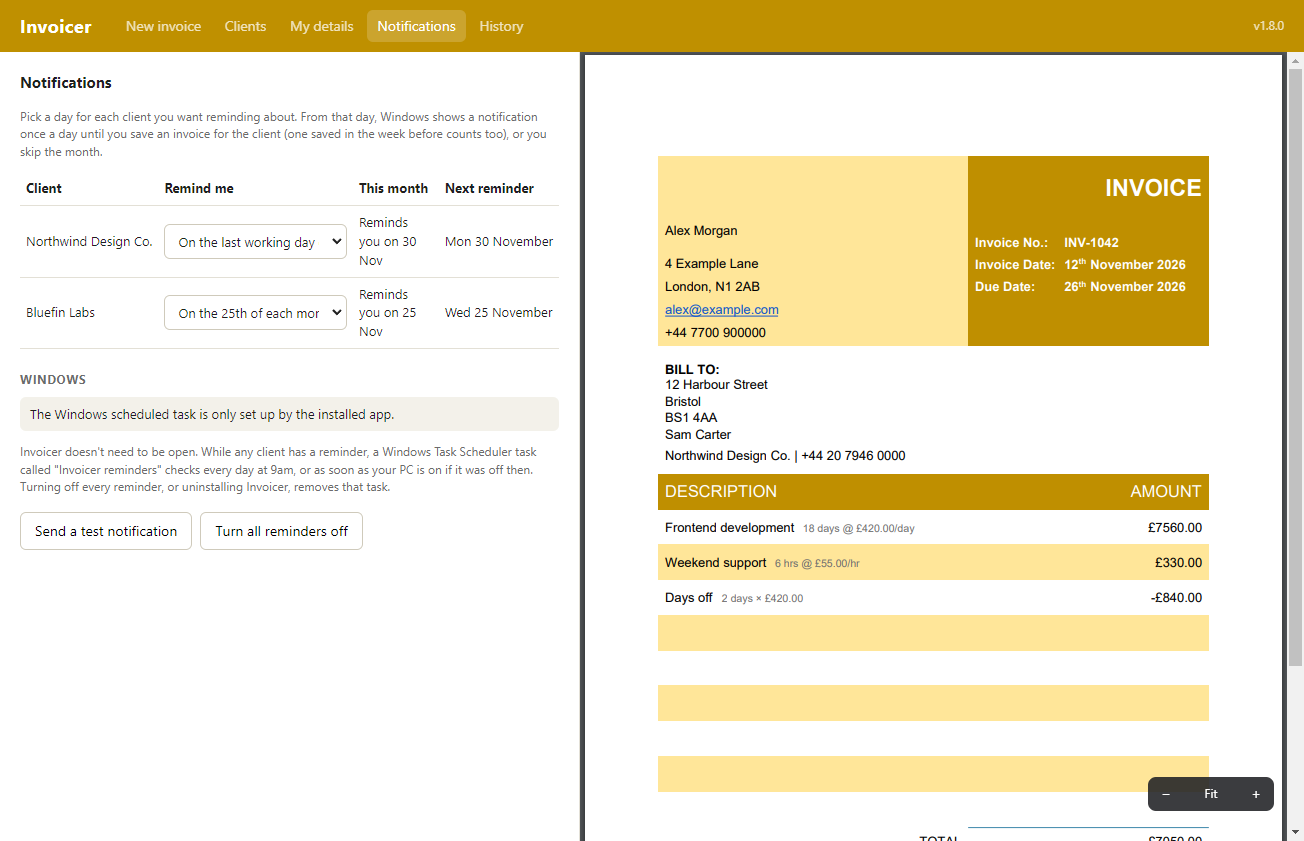 Invoicer New invoice Clients My details Notifications History v1.8.0
Notifications
Pick a day for each client you want reminding about. From that day, Windows shows a notification
once a day until you save an invoice for the client (one saved in the week before counts too), or you
skip the month.
Client Remind me This month Next reminder
Northwind Design Co. On the last working day Reminds
you on 30
Nov
Mon 30 November
Bluefin Labs On the 25th of each mor Reminds
you on 25
Nov
Wed 25 November
WINDOWS
The Windows scheduled task is only set up by the installed app.
Invoicer doesn't need to be open. While any client has a reminder, a Windows Task Scheduler task
called "Invoicer reminders" checks every day at 9am, or as soon as your PC is on if it was off then.
Turning off every reminder, or uninstalling Invoicer, removes that task.
Send a test notification Turn all reminders off
INVOICE
Alex Morgan
4 Example Lane
London, N1 2AB
alex@example.com
+44 7700 900000
Invoice No.: INV-1042
Invoice Date: 12th November 2026
Due Date: 26th November 2026
BILL TO:
12 Harbour Street
Bristol
BS1 4AA
Sam Carter
Northwind Design Co. | +44 20 7946 0000
DESCRIPTION AMOUNT
Frontend development 18 days @ £420.00/day £7560.00
Weekend support 6 hrs @ £55.00/hr £330.00
Days off 2 days × £420.00 -£840.00
− Fit +
TOTAL £7050.00